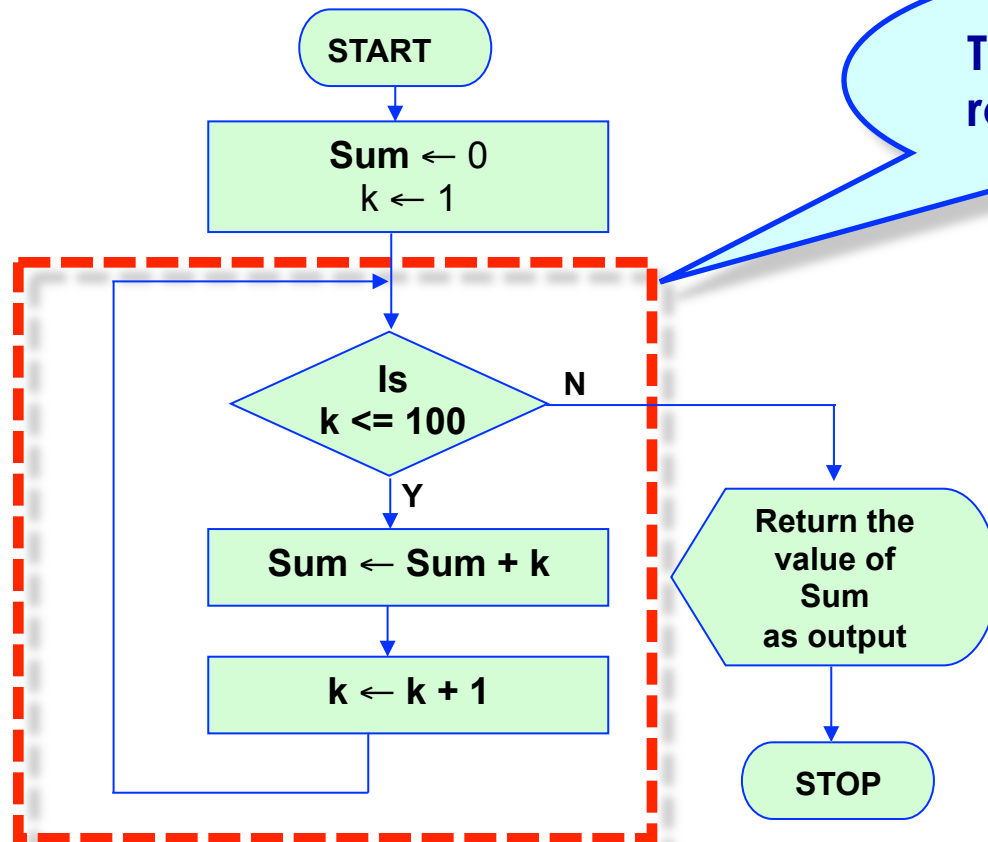 START
Sum ← 0
k ← 1
Is
k <= 100
N
Y
Sum ← Sum + k
k ← k + 1
Return the
value of
Sum
as output
STOP